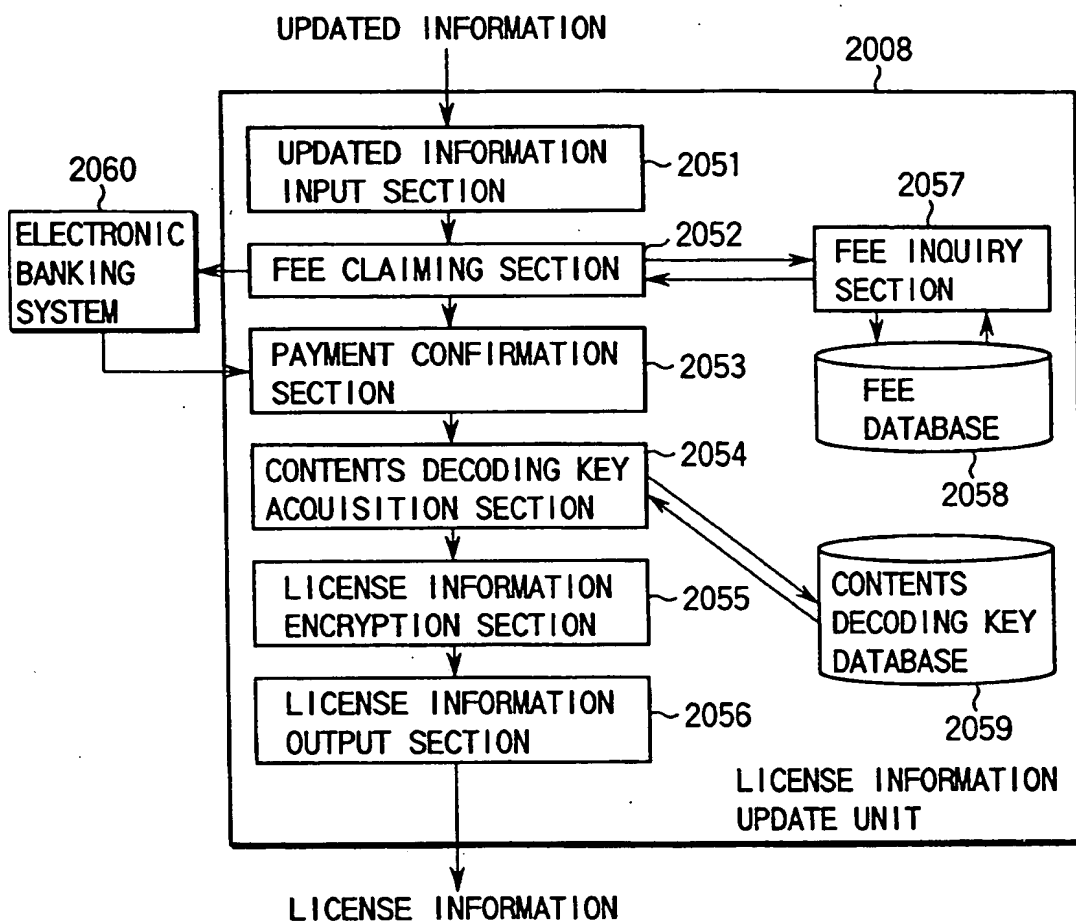 UPDATED INFORMATION
2008
UPDATED INFORMATION
INPUT SECTION
2051
2060
ELECTRONIC
BANKING
SYSTEM
2052
FEE CLAIMING SECTION
2057
FEE INQUIRY
SECTION
PAYMENT CONFIRMATION
SECTION
2053
FEE
DATABASE
2058
2054
CONTENTS DECODING KEY
ACQUISITION SECTION
LICENSE INFORMATION
ENCRYPTION SECTION
2055
CONTENTS
DECODING KEY
DATABASE
2059
LICENSE INFORMATION
OUTPUT SECTION
2056
LICENSE INFORMATION
UPDATE UNIT
LICENSE INFORMATION